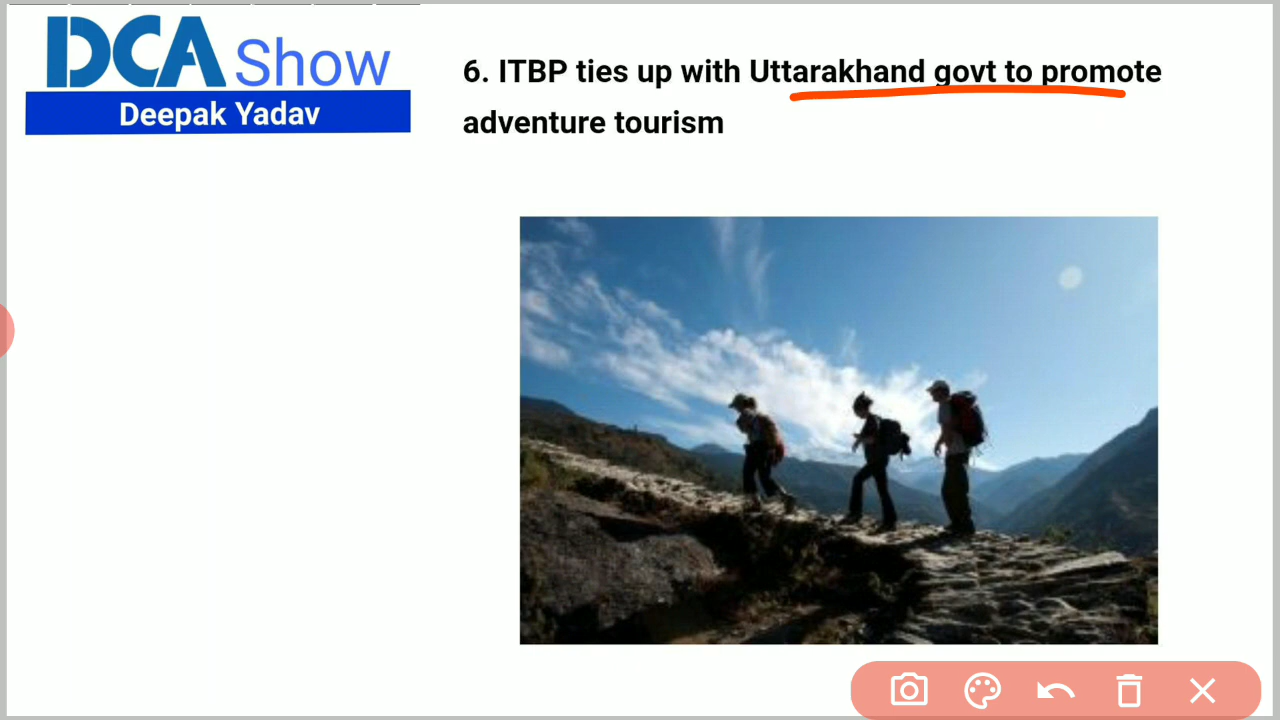 DCA Show
Deepak Yadav
6. ITBP ties up with Uttarakhand govt to promote
adventure tourism